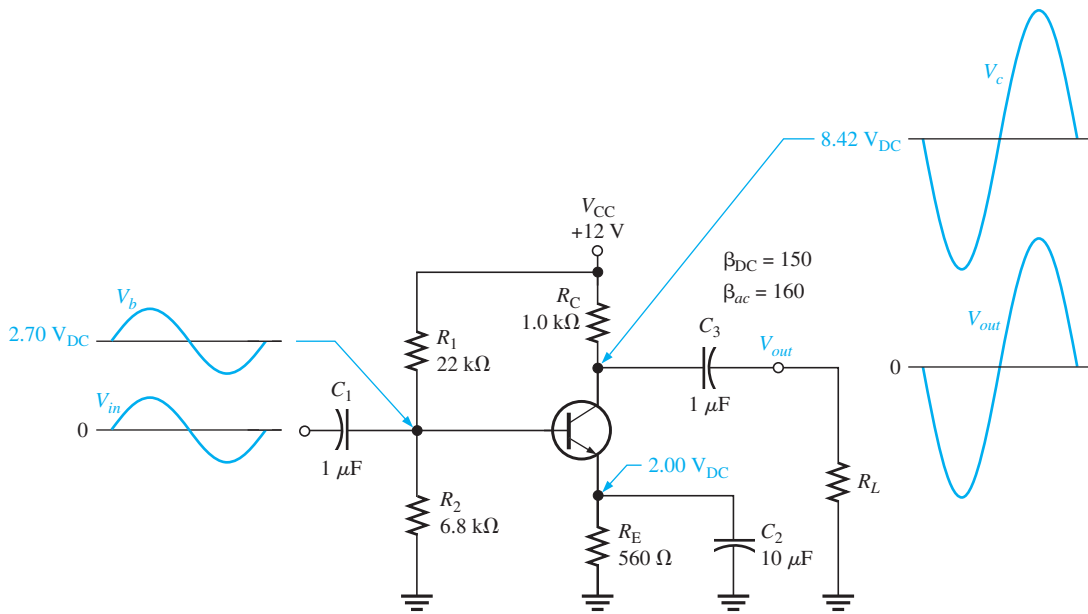 V_c
8.42 V_DC
V_CC
+12 V
β_DC = 150
β_ac = 160
V_b
2.70 V_DC
R_C
1.0 kΩ
R_1
22 kΩ
C_3
1 μF
V_out
V_out
0
V_in
0
C_1
1 μF
2.00 V_DC
R_L
R_2
6.8 kΩ
R_E
560 Ω
C_2
10 μF